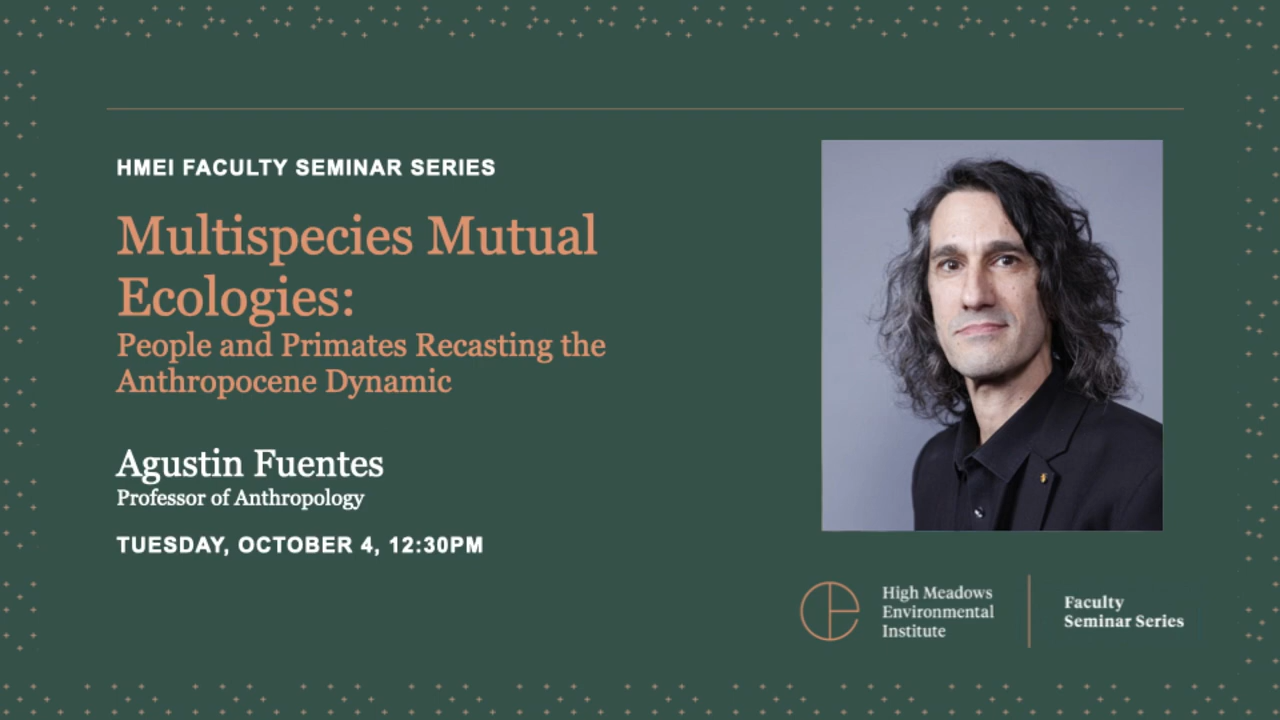 HMEI FACULTY SEMINAR SERIES
Multispecies Mutual
Ecologies:
People and Primates Recasting the
Anthropocene Dynamic
Agustin Fuentes
Professor of Anthropology
TUESDAY, OCTOBER 4, 12:30PM
High Meadows
Environmental
Institute
Faculty
Seminar Series